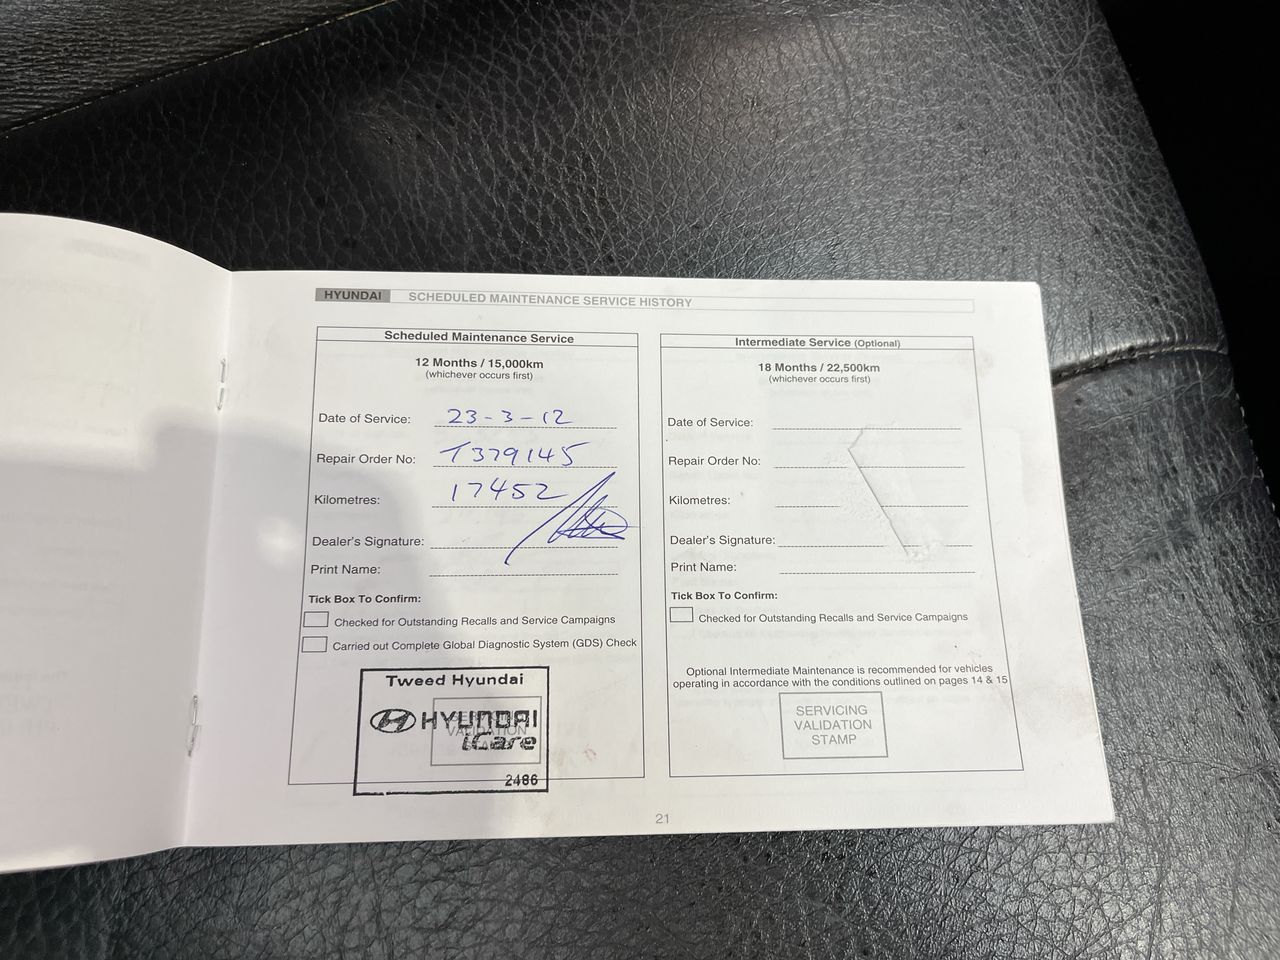 HYUNDAI SCHEDULED MAINTENANCE SERVICE HISTORY
Scheduled Maintenance Service
12 Months / 15,000km
(whichever occurs first)
Date of Service: 23-3-12
Repair Order No: T379145
Kilometres: 17452
Dealer's Signature:
Print Name:
Tick Box To Confirm:
Checked for Outstanding Recalls and Service Campaigns
Carried out Complete Global Diagnostic System (GDS) Check
Tweed Hyundai
HYUNDAI
iCare
2486
Intermediate Service (Optional)
18 Months / 22,500km
(whichever occurs first)
Date of Service:
Repair Order No:
Kilometres:
Dealer's Signature:
Print Name:
Tick Box To Confirm:
Checked for Outstanding Recalls and Service Campaigns
Optional Intermediate Maintenance is recommended for vehicles
operating in accordance with the conditions outlined on pages 14 & 15
SERVICING
VALIDATION
STAMP
21